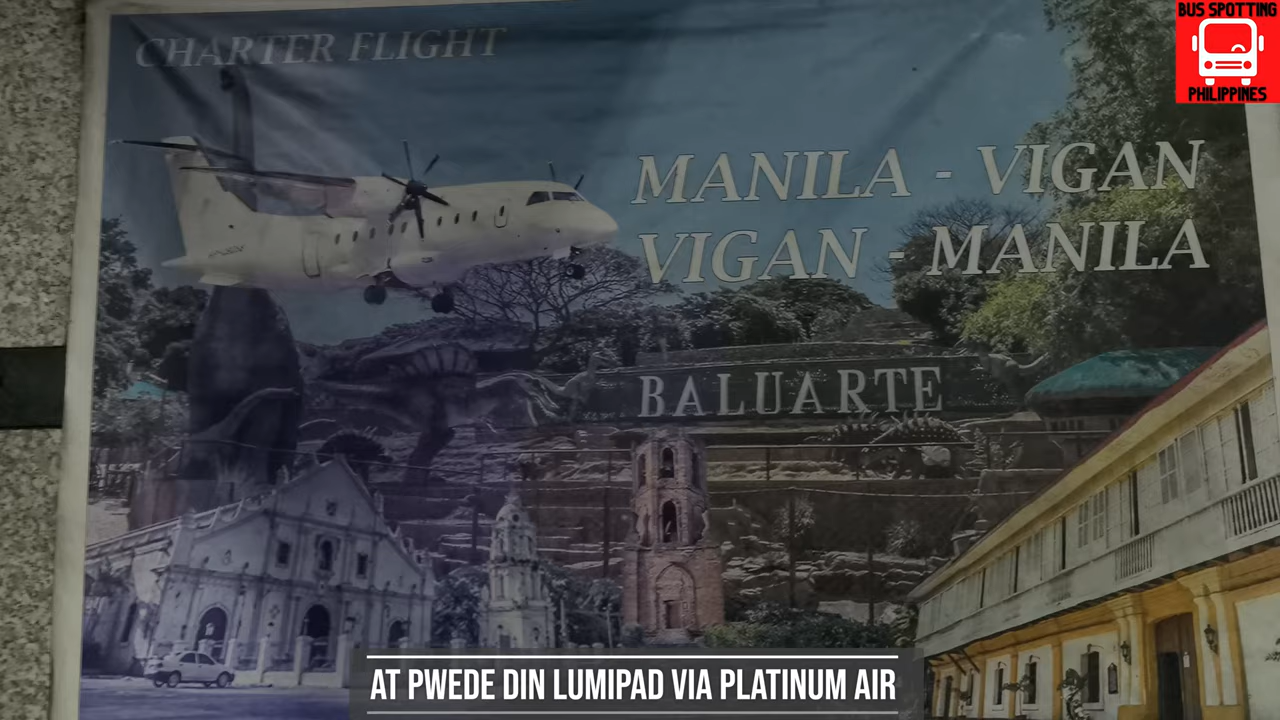 BUS SPOTTING
PHILIPPINES
CHARTER FLIGHT
MANILA - VIGAN
VIGAN - MANILA
BALUARTE
AT PWEDE DIN LUMIPAD VIA PLATINUM AIR